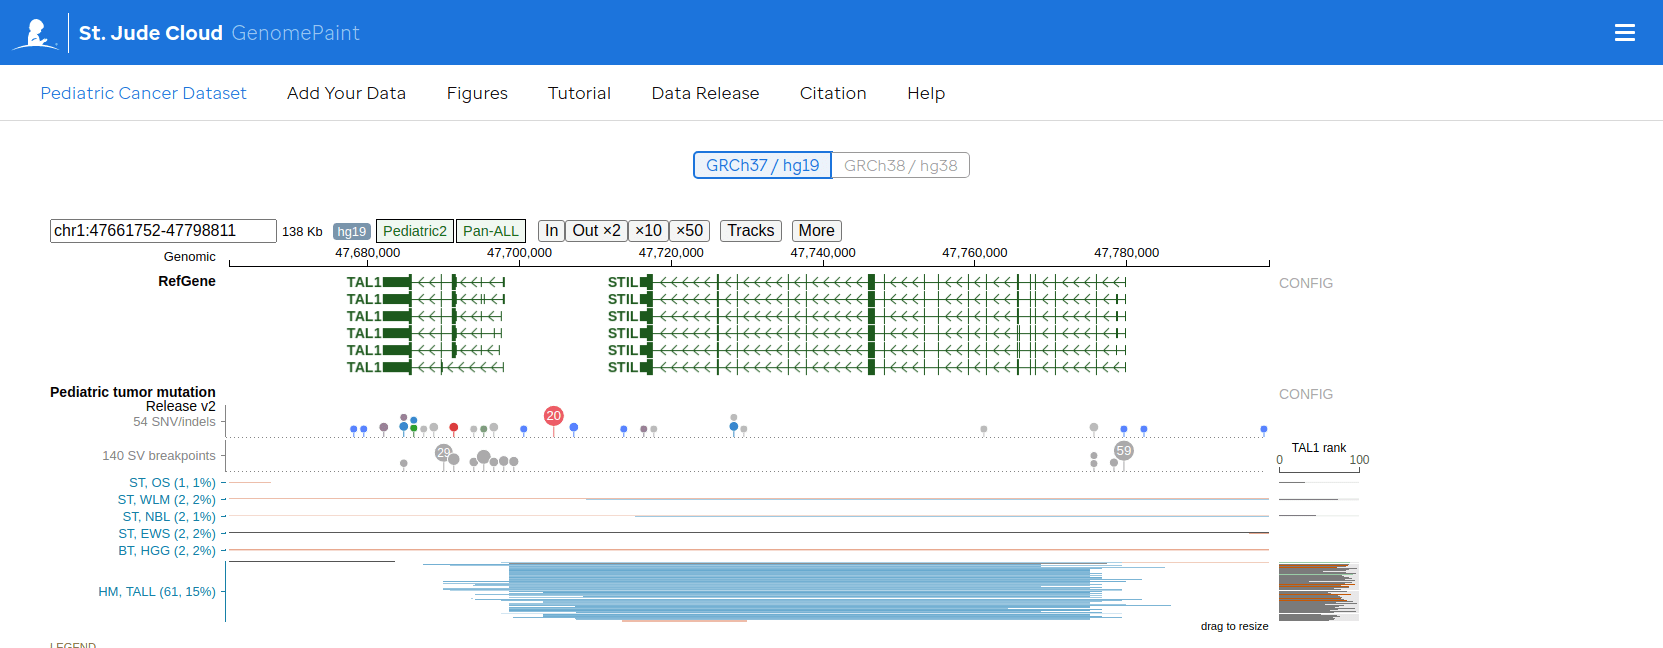 St. Jude Cloud GenomePaint
Pediatric Cancer Dataset Add Your Data Figures Tutorial Data Release Citation Help
GRCh37 / hg19 GRCh38 / hg38
chr1:47661752-47798811 138 Kb hg19 Pediatric2 Pan-ALL In Out ×2 ×10 ×50 Tracks More
Genomic 47,680,000 47,700,000 47,720,000 47,740,000 47,760,000 47,780,000
RefGene TAL1 STIL CONFIG
TAL1 STIL
TAL1 STIL
TAL1 STIL
TAL1 STIL
TAL1 STIL
Pediatric tumor mutation CONFIG
Release v2
54 SNV/indels 20
140 SV breakpoints 29 59
TAL1 rank
0 100
ST, OS (1, 1%)
ST, WLM (2, 2%)
ST, NBL (2, 1%)
ST, EWS (2, 2%)
BT, HGG (2, 2%)
HM, TALL (61, 15%)
drag to resize
LEGEND